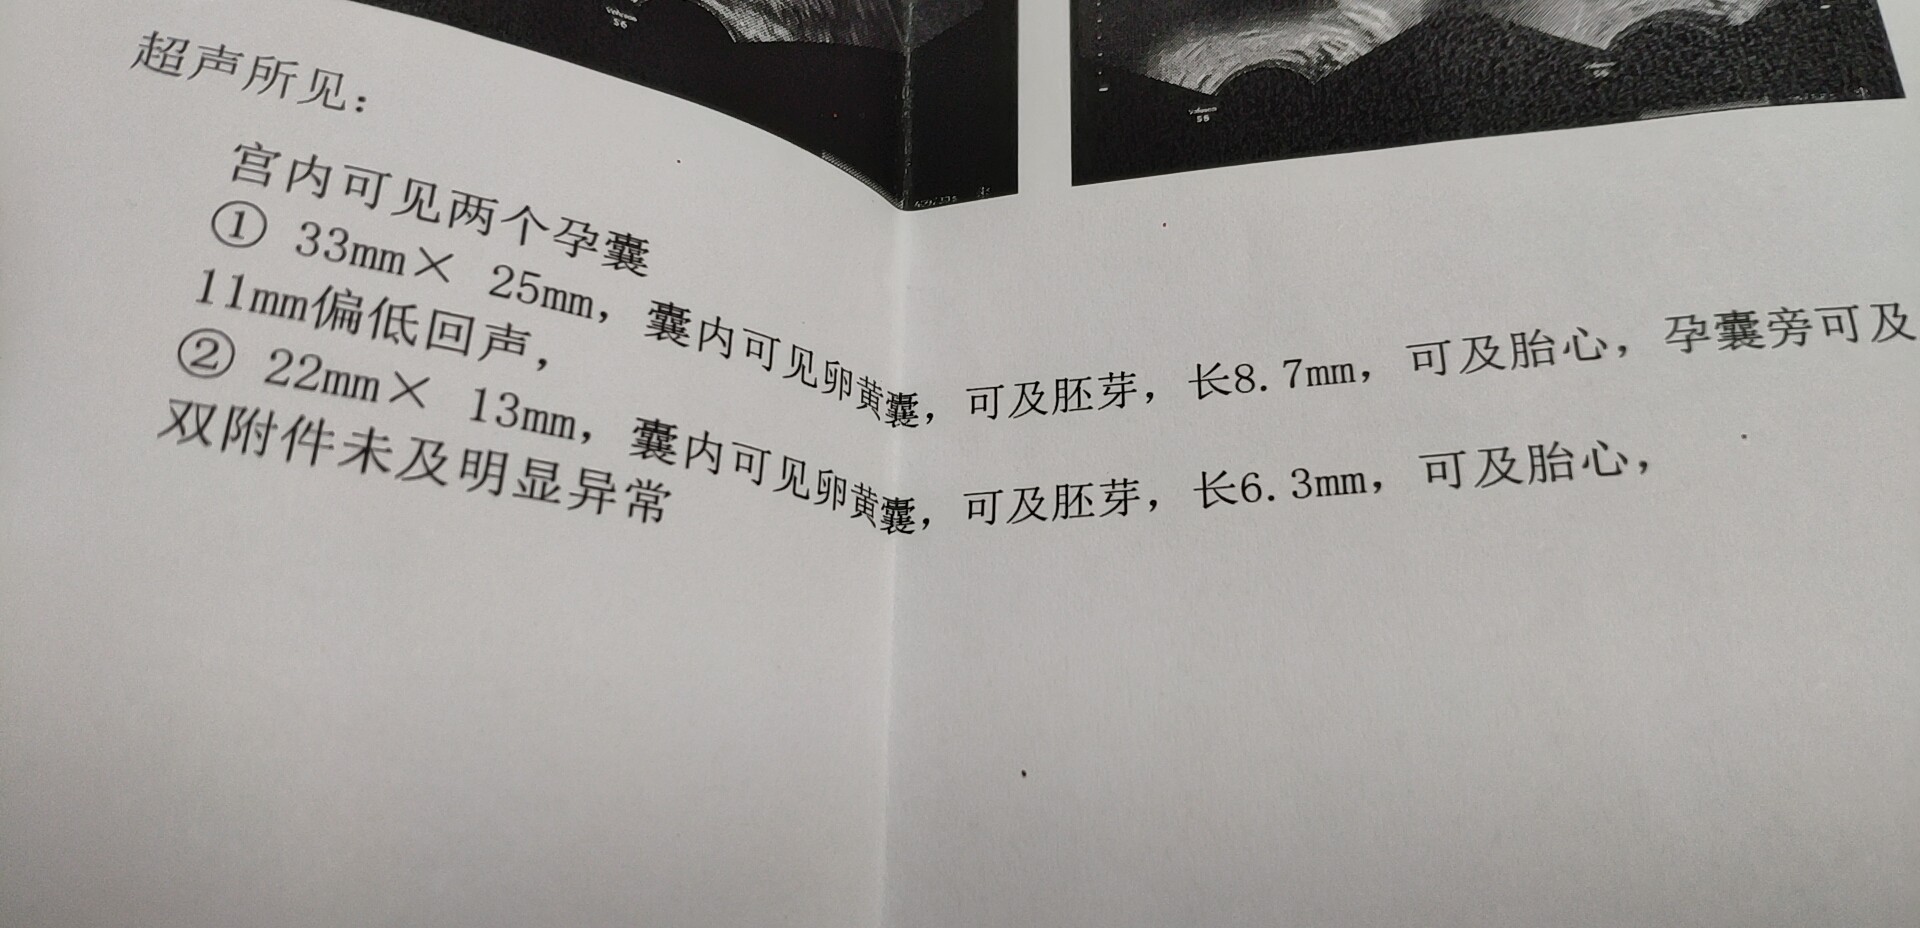 超声所见：
宫内可见两个孕囊
① 33mm× 25mm，囊内可见卵黄囊，可及胚芽，长8.7mm，可及胎心，孕囊旁可及
11mm偏低回声，
② 22mm× 13mm，囊内可见卵黄囊，可及胚芽，长6.3mm，可及胎心，
双附件未及明显异常